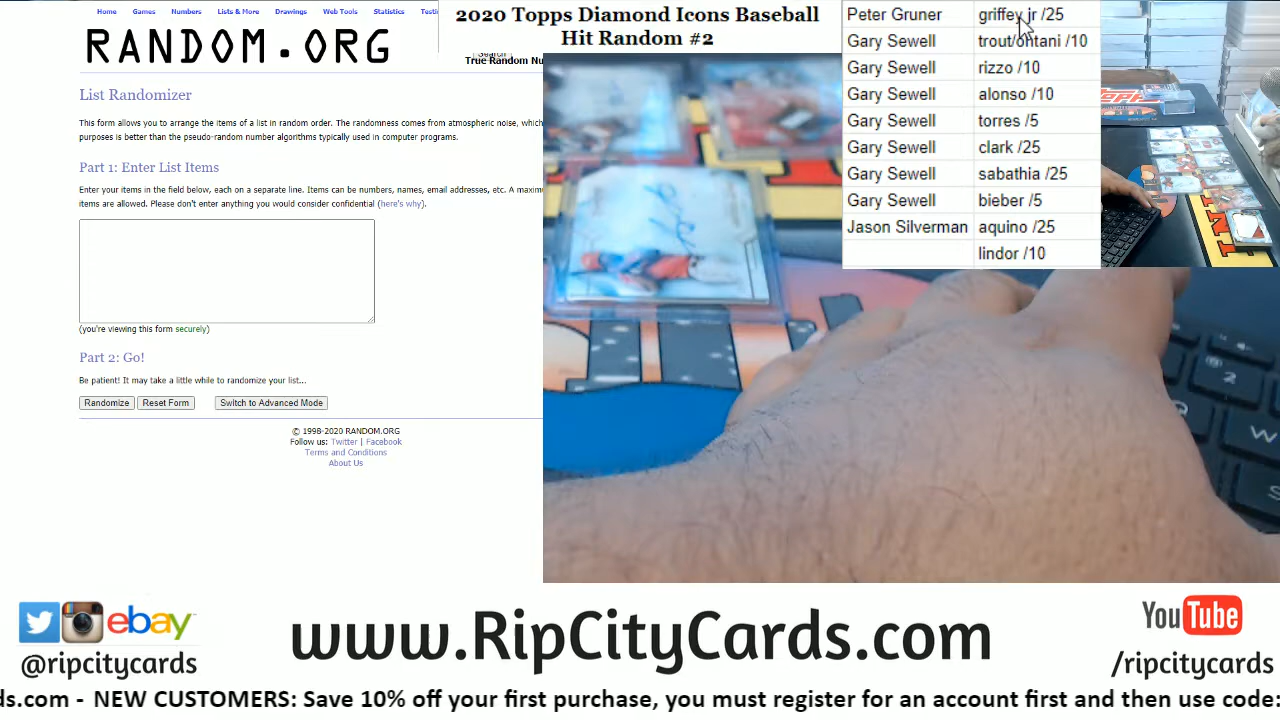 Home Games Numbers Lists & More Drawings Web Tools Statistics Testi
RANDOM.ORG
Search
True Random Nu
List Randomizer
This form allows you to arrange the items of a list in random order. The randomness comes from atmospheric noise, which
purposes is better than the pseudo-random number algorithms typically used in computer programs.
Part 1: Enter List Items
Enter your items in the field below, each on a separate line. Items can be numbers, names, email addresses, etc. A maximu
items are allowed. Please don't enter anything you would consider confidential (here's why).
(you're viewing this form securely)
Part 2: Go!
Be patient! It may take a little while to randomize your list...
Randomize Reset Form Switch to Advanced Mode
© 1998-2020 RANDOM.ORG
Follow us: Twitter | Facebook
Terms and Conditions
About Us
2020 Topps Diamond Icons Baseball
Hit Random #2
Peter Gruner griffey jr /25
Gary Sewell trout/ohtani /10
Gary Sewell rizzo /10
Gary Sewell alonso /10
Gary Sewell torres /5
Gary Sewell clark /25
Gary Sewell sabathia /25
Gary Sewell bieber /5
Jason Silverman aquino /25
lindor /10
2
Q
W
S
ebay
@ripcitycards
www.RipCityCards.com
YouTube
/ripcitycards
ds.com - NEW CUSTOMERS: Save 10% off your first purchase, you must register for an account first and then use code: